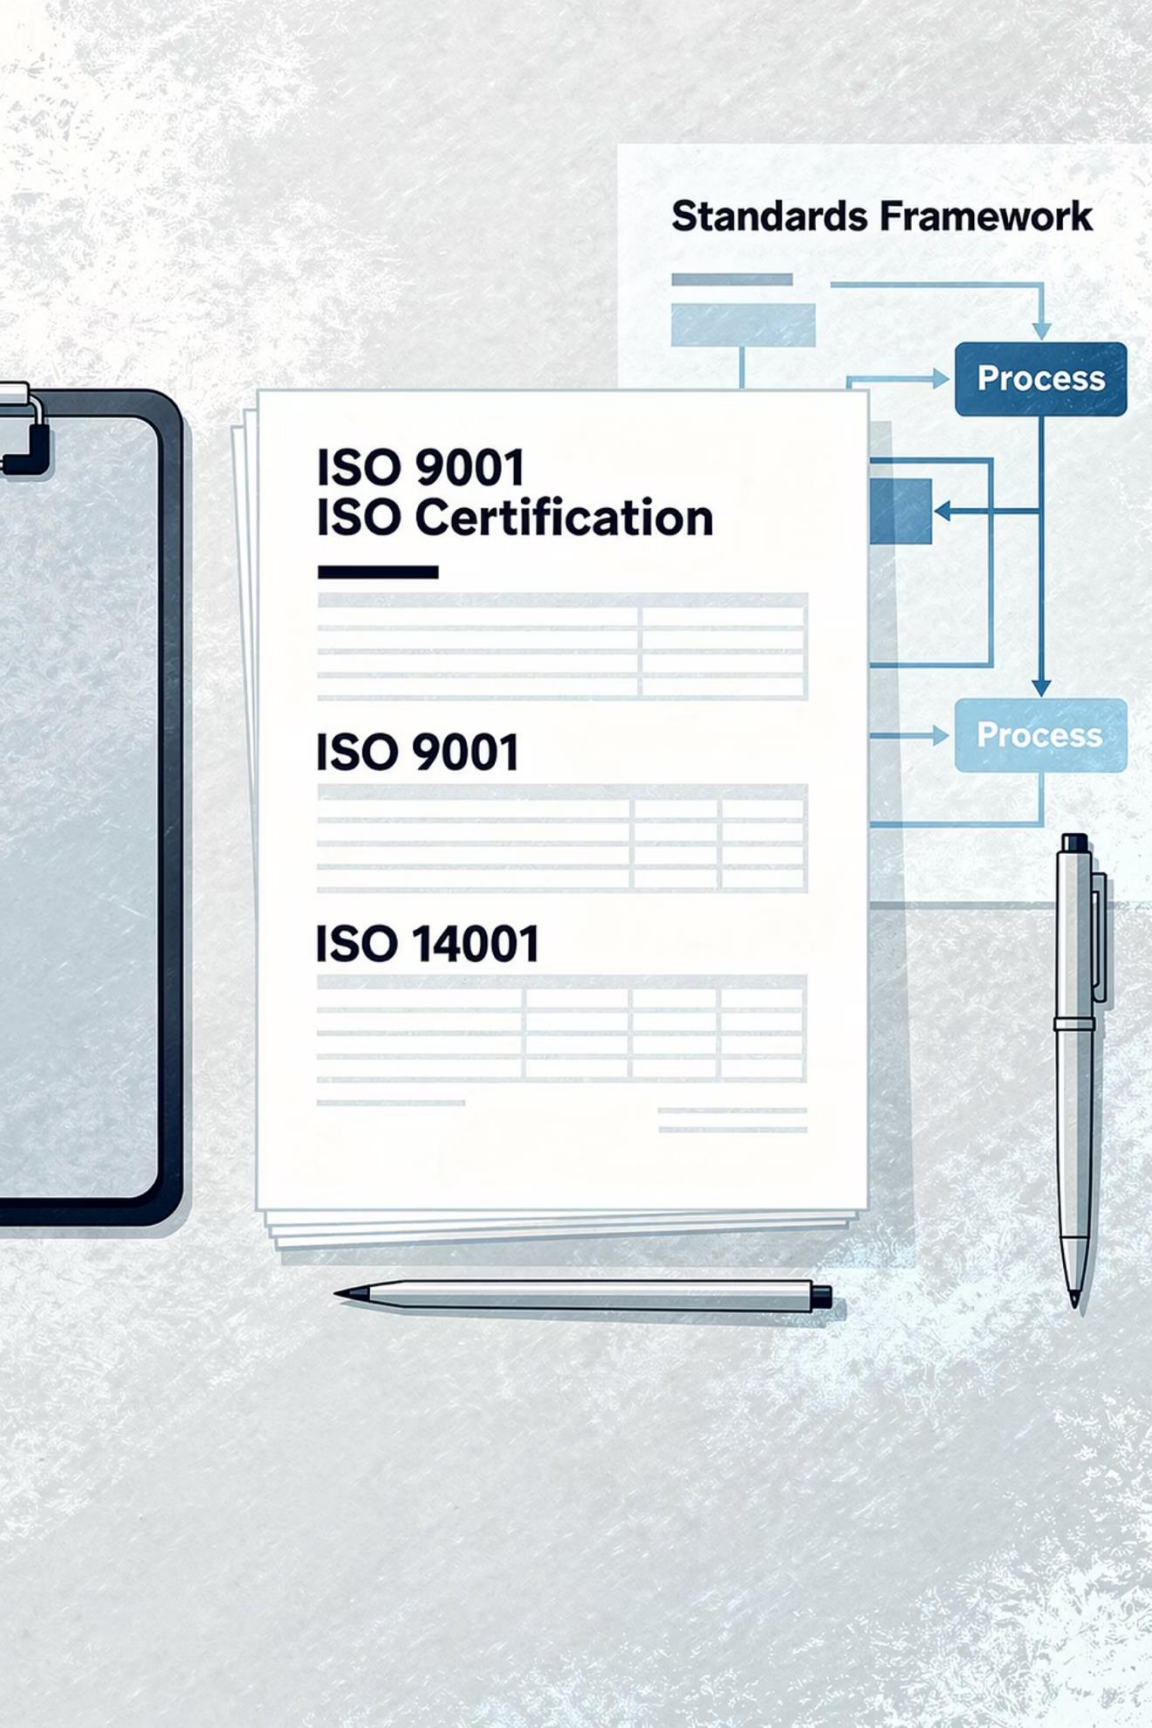 Standards Framework
Process
ISO 9001
ISO Certification
ISO 9001
Process
ISO 14001